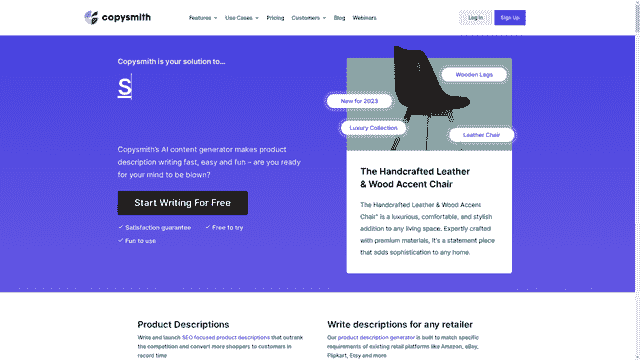 copysmith
Features Use Cases Pricing Customers Blog Webinars
Log In Sign Up
Copysmith is your solution to...
S
Copysmith's AI content generator makes product
description writing fast, easy and fun – are you ready
for your mind to be blown?
Start Writing For Free
Satisfaction guarantee Free to try
Fun to use
Wooden Legs
New for 2023
Luxury Collection
Leather Chair
The Handcrafted Leather
& Wood Accent Chair
The Handcrafted Leather & Wood Accent
Chair" is a luxurious, comfortable, and stylish
addition to any living space. Expertly crafted
with premium materials, it's a statement piece
that adds sophistication to any home.
Product Descriptions
Write and launch SEO focused product descriptions that outrank
the competition and convert more shoppers to customers in
record time
Write descriptions for any retailer
Our product description generator is built to match specific
requirements of existing retail platforms like Amazon, eBay,
Flipkart, Etsy and more